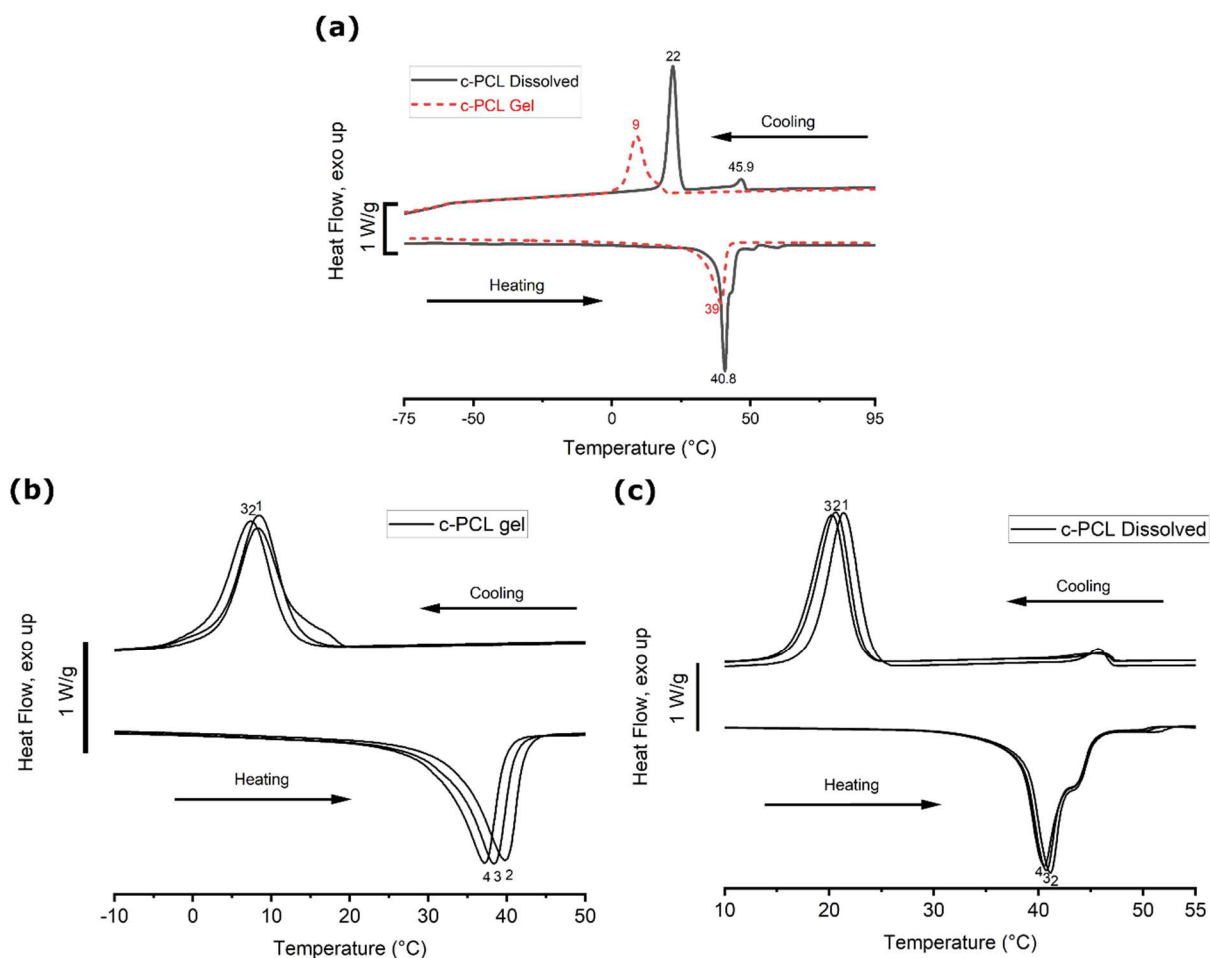 (a)
c-PCL Dissolved
c-PCL Gel
22
9
45.9
Cooling
Heat Flow, exo up
1 W/g
Heating
39
40.8
-75 -50 0 50 95
Temperature (°C)
(b)
321
c-PCL gel
Cooling
Heat Flow, exo up
1 W/g
Heating
4 3 2
-10 0 10 20 30 40 50
Temperature (°C)
(c)
321
c-PCL Dissolved
Cooling
Heat Flow, exo up
1 W/g
Heating
432
10 20 30 40 50 55
Temperature (°C)